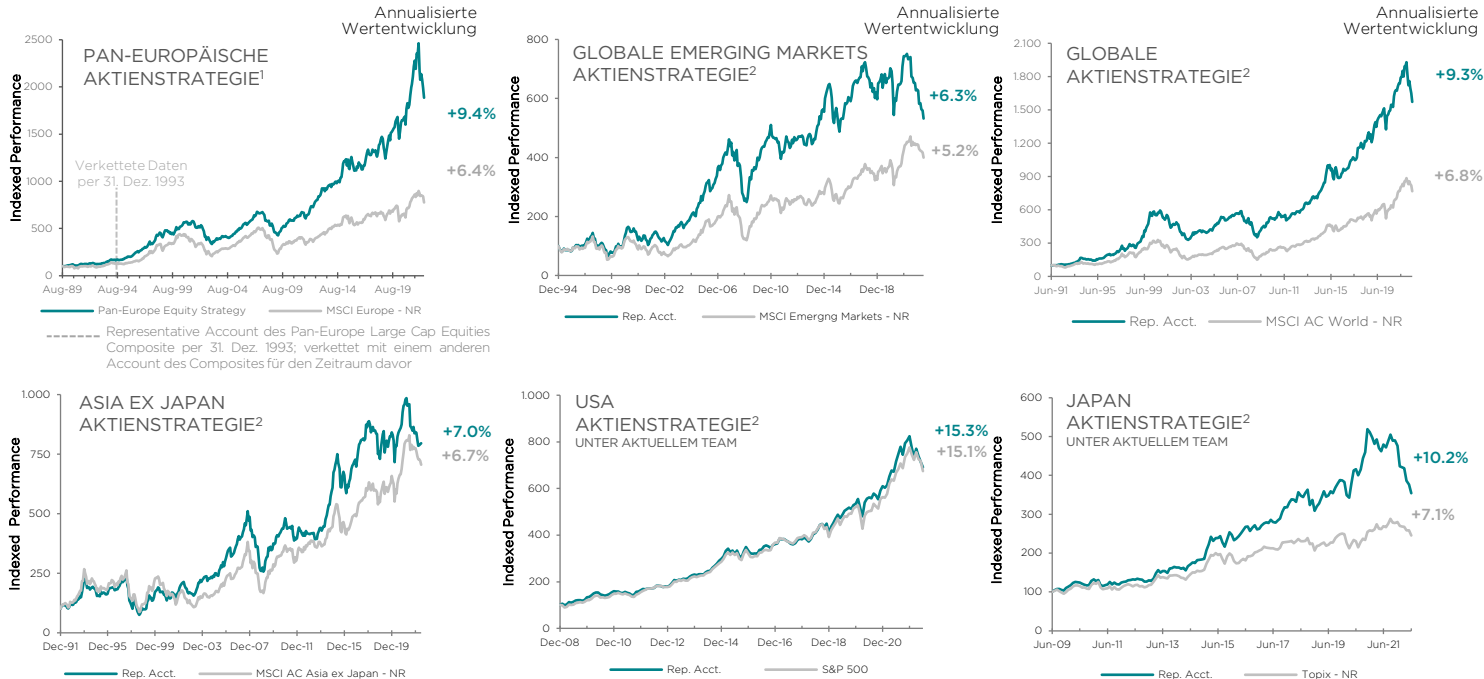 Annualisierte
Wertentwicklung
PAN-EUROPÄISCHE
AKTIENSTRATEGIE¹
Indexed Performance
2500
2000
1500
1000
500
0
+9.4%
+6.4%
Verkettete Daten
per 31. Dez. 1993
Aug-89
Aug-94
Aug-99
Aug-04
Aug-09
Aug-14
Aug-19
Pan-Europe Equity Strategy
MSCI Europe - NR
Representative Account des Pan-Europe Large Cap Equities
Composite per 31. Dez. 1993; verkettet mit einem anderen
Account des Composites für den Zeitraum davor
Annualisierte
Wertentwicklung
GLOBALE EMERGING MARKETS
AKTIENSTRATEGIE²
Indexed Performance
800
600
400
200
0
+6.3%
+5.2%
Dec-94
Dec-98
Dec-02
Dec-06
Dec-10
Dec-14
Dec-18
Rep. Acct.
MSCI Emergng Markets - NR
Annualisierte
Wertentwicklung
GLOBALE
AKTIENSTRATEGIE²
Indexed Performance
2.100
1.800
1.500
1.200
900
600
300
0
+9.3%
+6.8%
Jun-91
Jun-95
Jun-99
Jun-03
Jun-07
Jun-11
Jun-15
Jun-19
Rep. Acct.
MSCI AC World - NR
ASIA EX JAPAN
AKTIENSTRATEGIE²
Indexed Performance
1.000
750
500
250
0
+7.0%
+6.7%
Dec-91
Dec-95
Dec-99
Dec-03
Dec-07
Dec-11
Dec-15
Dec-19
Rep. Acct.
MSCI AC Asia ex Japan - NR
USA
AKTIENSTRATEGIE²
UNTER AKTUELLEM TEAM
Indexed Performance
1.000
800
600
400
200
0
+15.3%
+15.1%
Dec-08
Dec-10
Dec-12
Dec-14
Dec-16
Dec-18
Dec-20
Rep. Acct.
S&P 500
JAPAN
AKTIENSTRATEGIE²
UNTER AKTUELLEM TEAM
Indexed Performance
600
500
400
300
200
100
0
+10.2%
+7.1%
Jun-09
Jun-11
Jun-13
Jun-15
Jun-17
Jun-19
Jun-21
Rep. Acct.
Topix - NR